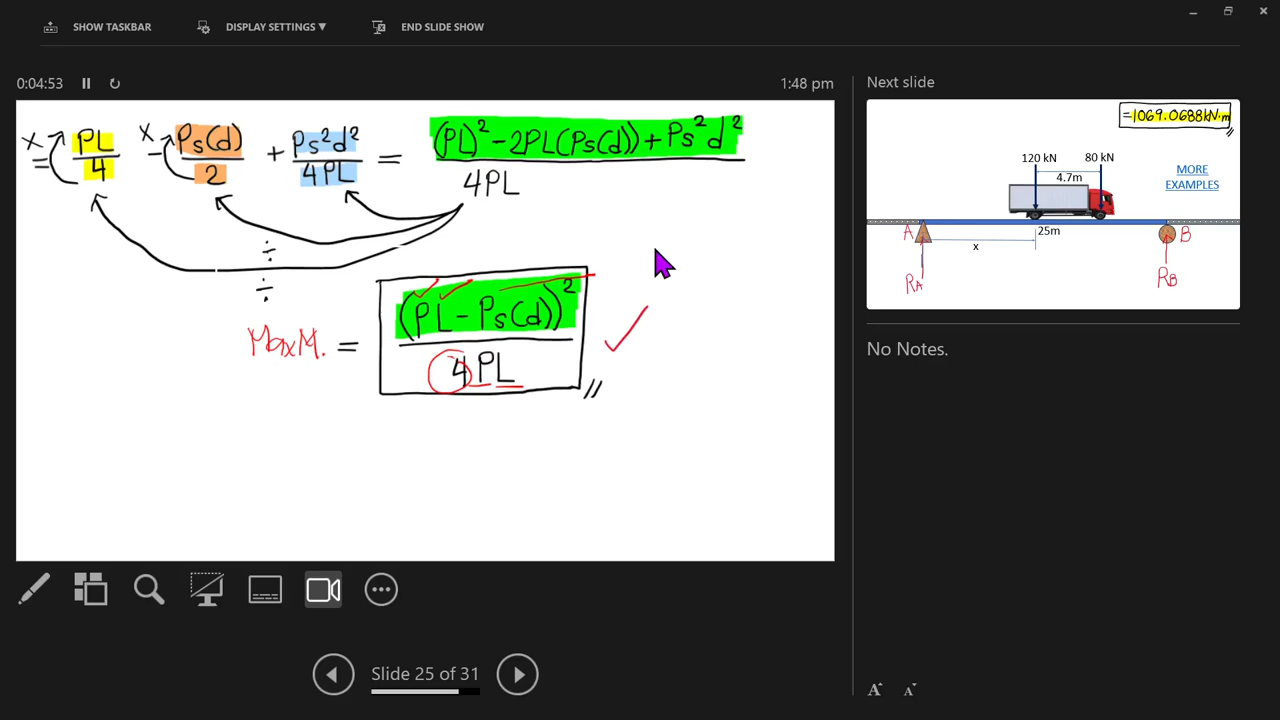 SHOW TASKBAR
DISPLAY SETTINGS ▼
END SLIDE SHOW
0:04:53
1:48 pm
× = PL/4 × − Ps(d)/2 + Ps²d²/4PL = (PL)² − 2PL(Ps(d)) + Ps²d² / 4PL
÷
÷
MaxM. = (PL − Ps(d))² / 4PL
Slide 25 of 31
Next slide
=1069.0688kN·m
120 kN
80 kN
4.7m
MORE
EXAMPLES
A
25m
B
x
RA
RB
No Notes.
A
A